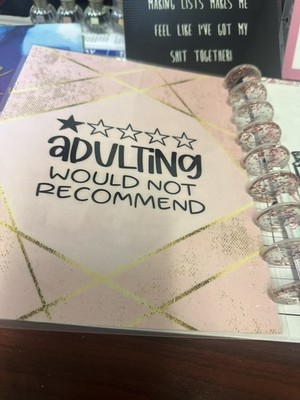 MAKING LISTS MAKES ME
FEEL LIKE I'VE GOT MY
SHIT TOGETHER!
ADULTING
WOULD NOT
RECOMMEND